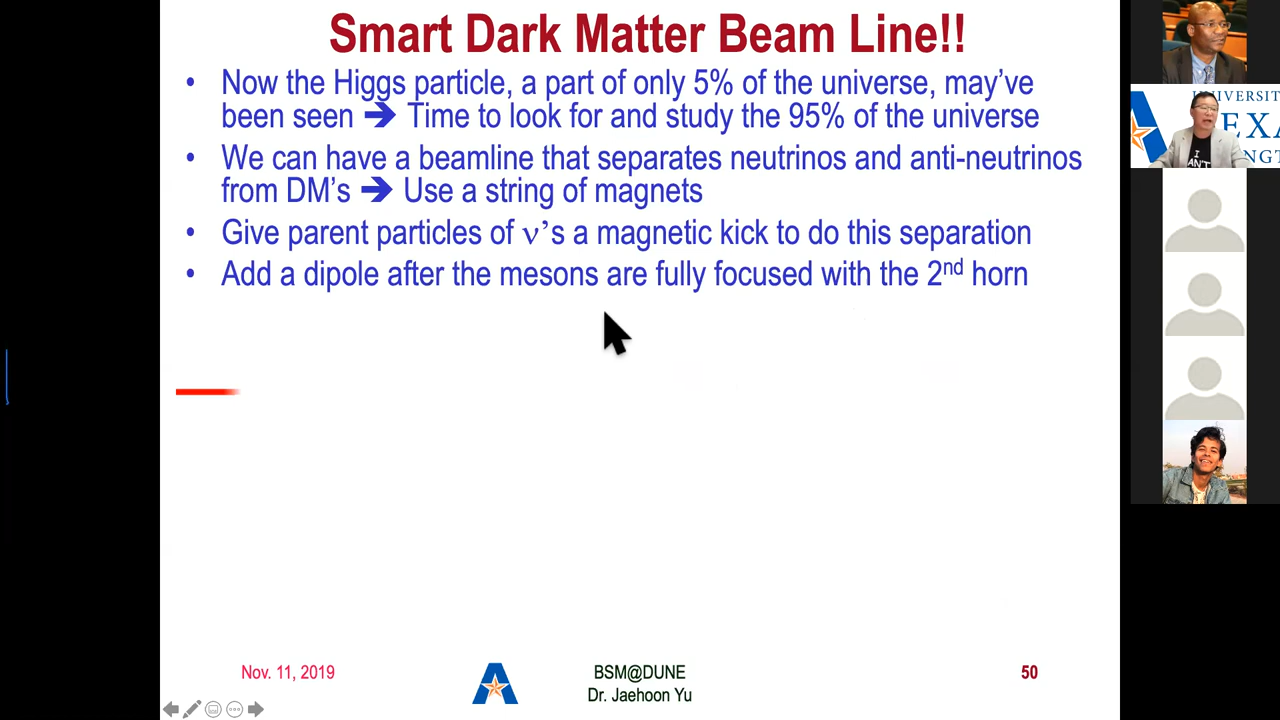 Smart Dark Matter Beam Line!!
• Now the Higgs particle, a part of only 5% of the universe, may’ve
been seen ➔ Time to look for and study the 95% of the universe
• We can have a beamline that separates neutrinos and anti-neutrinos
from DM’s ➔ Use a string of magnets
• Give parent particles of ν’s a magnetic kick to do this separation
• Add a dipole after the mesons are fully focused with the 2nd horn
Nov. 11, 2019
BSM@DUNE
Dr. Jaehoon Yu
50